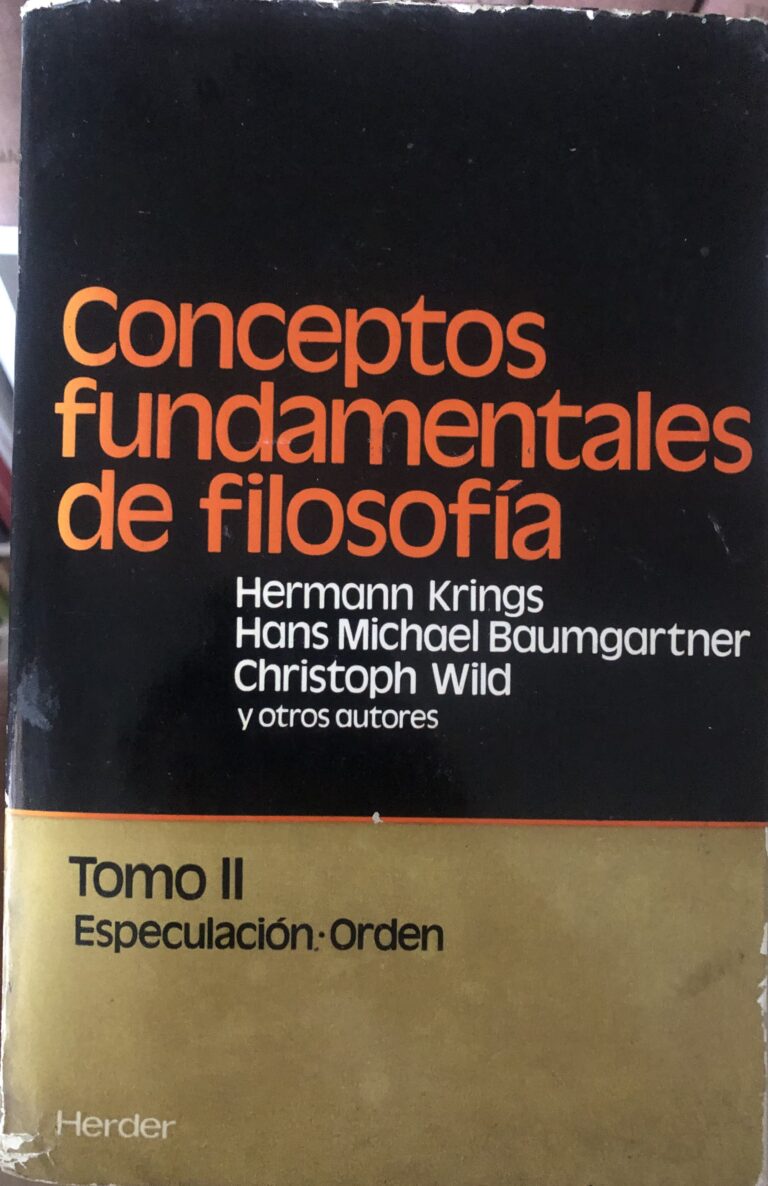 Conceptos
fundamentales
de filosofía
Hermann Krings
Hans Michael Baumgartner
Christoph Wild
y otros autores
Tomo II
Especulación·Orden
Herder